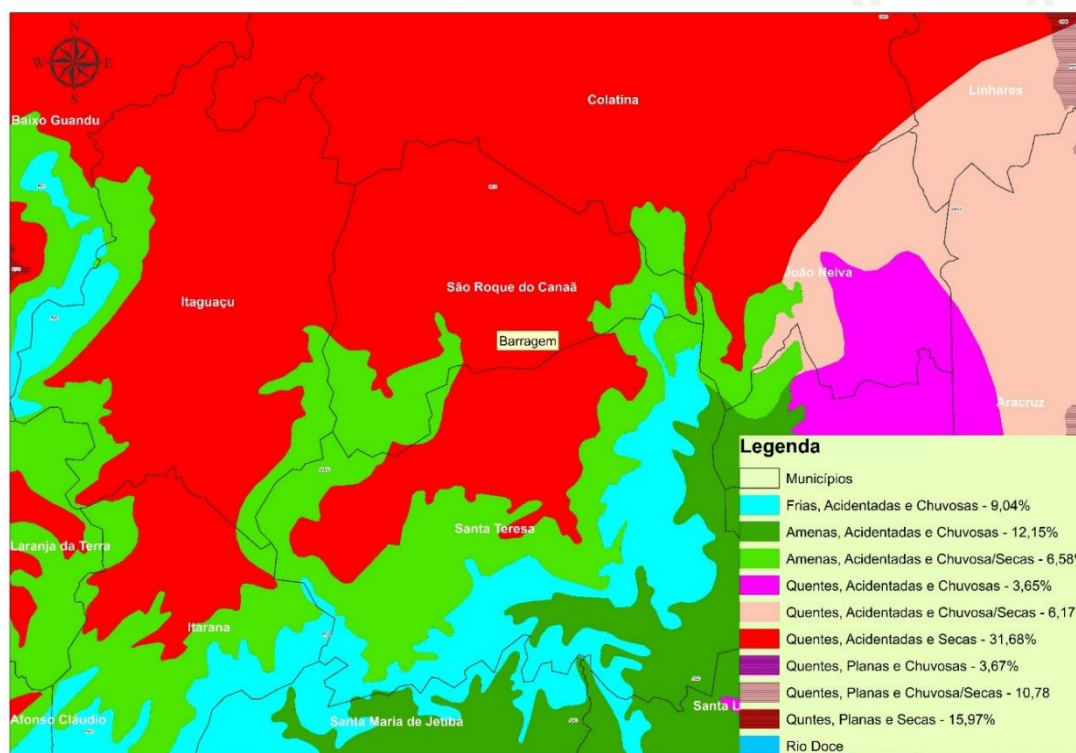 N
W E
S
Baixo Guandu
Colatina
Linhares
Itaguaçu
São Roque do Canaã
João Neiva
Barragem
Aracruz
Laranja da Terra
Santa Teresa
Itarana
Afonso Cláudio
Santa Maria de Jetibá
Santa L
Legenda
Municípios
Frias, Acidentadas e Chuvosas - 9,04%
Amenas, Acidentadas e Chuvosas - 12,15%
Amenas, Acidentadas e Chuvosa/Secas - 6,58%
Quentes, Acidentadas e Chuvosas - 3,65%
Quentes, Acidentadas e Chuvosa/Secas - 6,17
Quentes, Acidentadas e Secas - 31,68%
Quentes, Planas e Chuvosas - 3,67%
Quentes, Planas e Chuvosa/Secas - 10,78
Quntes, Planas e Secas - 15,97%
Rio Doce